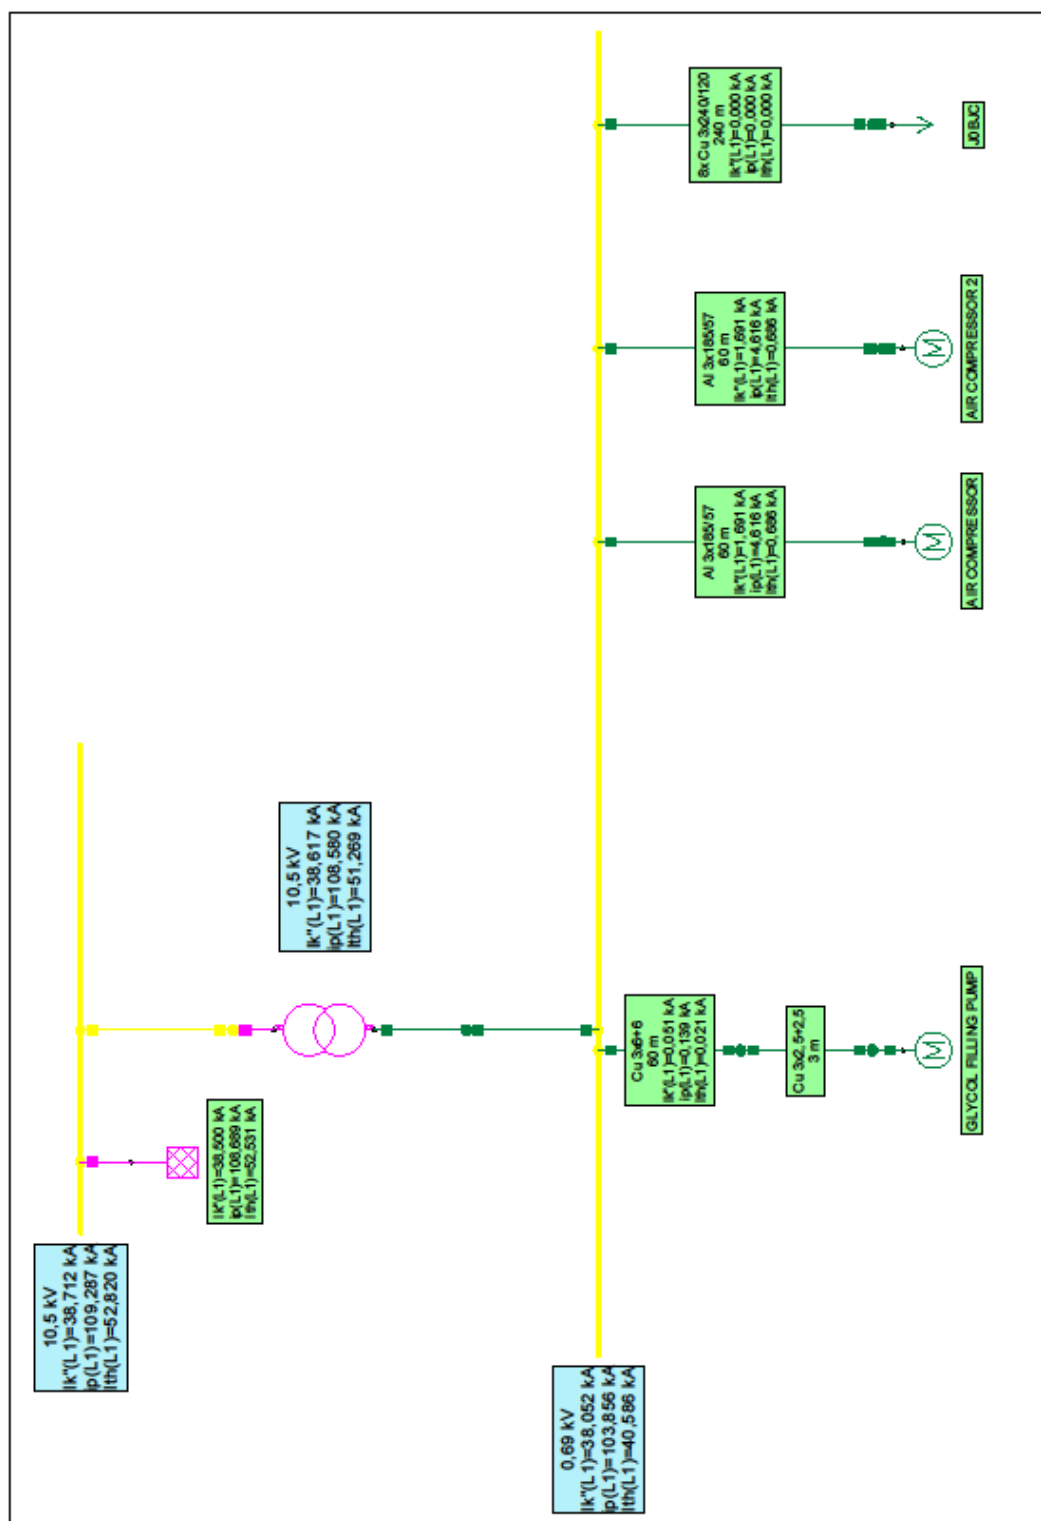 10,5 kV
Ik"(L1)=38,712 kA
ip(L1)=109,287 kA
Ith(L1)=52,820 kA
Ik"(L1)=38,500 kA
ip(L1)=108,689 kA
Ith(L1)=52,531 kA
10,5 kV
Ik"(L1)=38,617 kA
ip(L1)=108,580 kA
Ith(L1)=51,269 kA
0,69 kV
Ik"(L1)=38,052 kA
ip(L1)=103,856 kA
Ith(L1)=40,586 kA
Cu 3x6+6
60 m
Ik"(L1)=0,051 kA
ip(L1)=0,139 kA
Ith(L1)=0,021 kA
Cu 3x2,5+2,5
3 m
M
GLYCOL FILLING PUMP
Al 3x185/57
60 m
Ik"(L1)=1,691 kA
ip(L1)=4,616 kA
Ith(L1)=0,686 kA
M
AIR COMPRESSOR
Al 3x185/57
60 m
Ik"(L1)=1,691 kA
ip(L1)=4,616 kA
Ith(L1)=0,686 kA
M
AIR COMPRESSOR 2
8xCu 3x240/120
240 m
Ik"(L1)=0,000 kA
ip(L1)=0,000 kA
Ith(L1)=0,000 kA
J0BJC